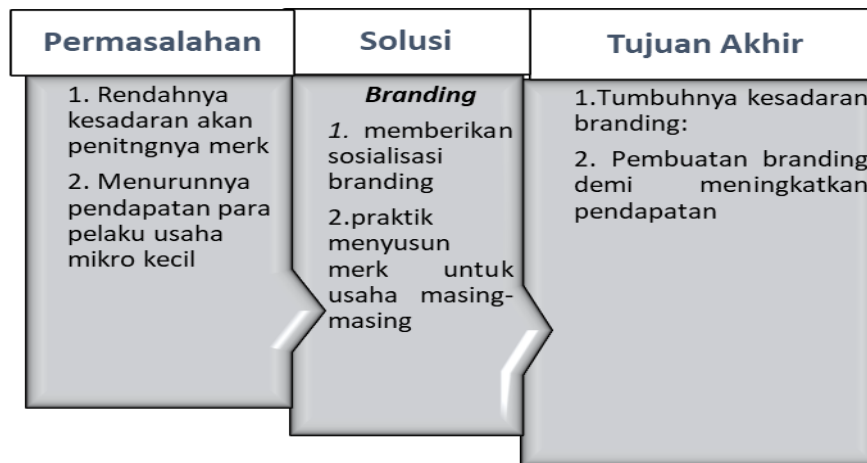 Permasalahan
Solusi
Tujuan Akhir
1. Rendahnya
kesadaran akan
penitngnya merk
2. Menurunnya
pendapatan para
pelaku usaha
mikro kecil
Branding
1. memberikan
sosialisasi
branding
2.praktik
menyusun
merk untuk
usaha masing-
masing
1.Tumbuhnya kesadaran
branding:
2. Pembuatan branding
demi meningkatkan
pendapatan